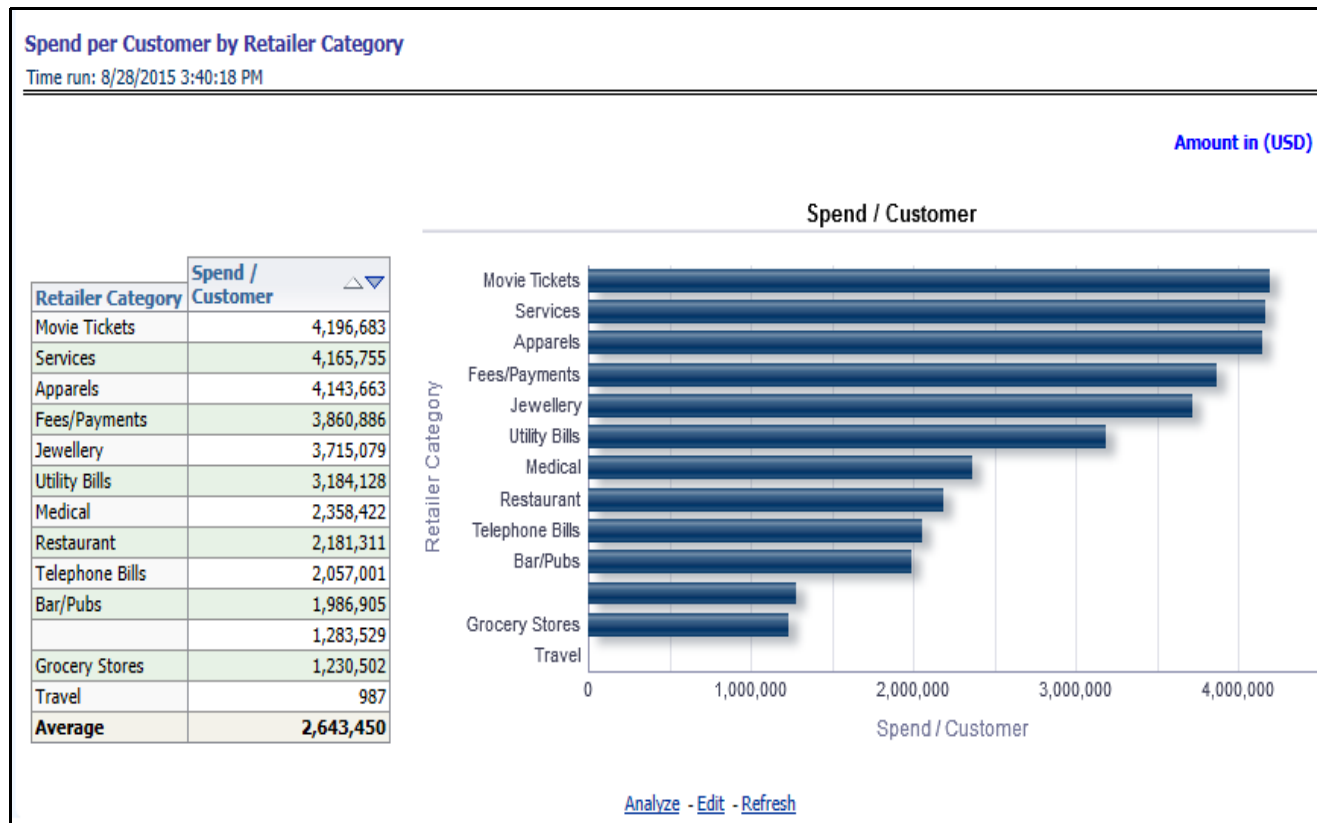 Spend per Customer by Retailer Category
Time run: 8/28/2015 3:40:18 PM
Amount in (USD)
Retailer Category Spend / Customer
Movie Tickets 4,196,683
Services 4,165,755
Apparels 4,143,663
Fees/Payments 3,860,886
Jewellery 3,715,079
Utility Bills 3,184,128
Medical 2,358,422
Restaurant 2,181,311
Telephone Bills 2,057,001
Bar/Pubs 1,986,905
1,283,529
Grocery Stores 1,230,502
Travel 987
Average 2,643,450
Spend / Customer
Retailer Category
Movie Tickets
Services
Apparels
Fees/Payments
Jewellery
Utility Bills
Medical
Restaurant
Telephone Bills
Bar/Pubs
Grocery Stores
Travel
0 1,000,000 2,000,000 3,000,000 4,000,000
Spend / Customer
Analyze - Edit - Refresh